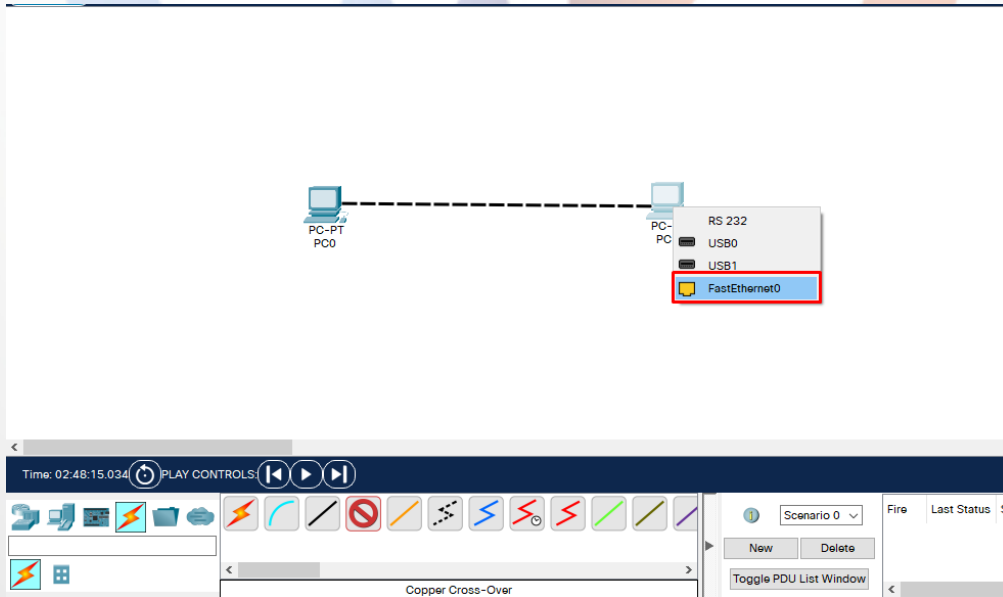 PC-PT
PC0
PC-
PC
RS 232
USB0
USB1
FastEthernet0
Time: 02:48:15.034
PLAY CONTROLS:
Scenario 0
Fire Last Status
New Delete
Toggle PDU List Window
Copper Cross-Over